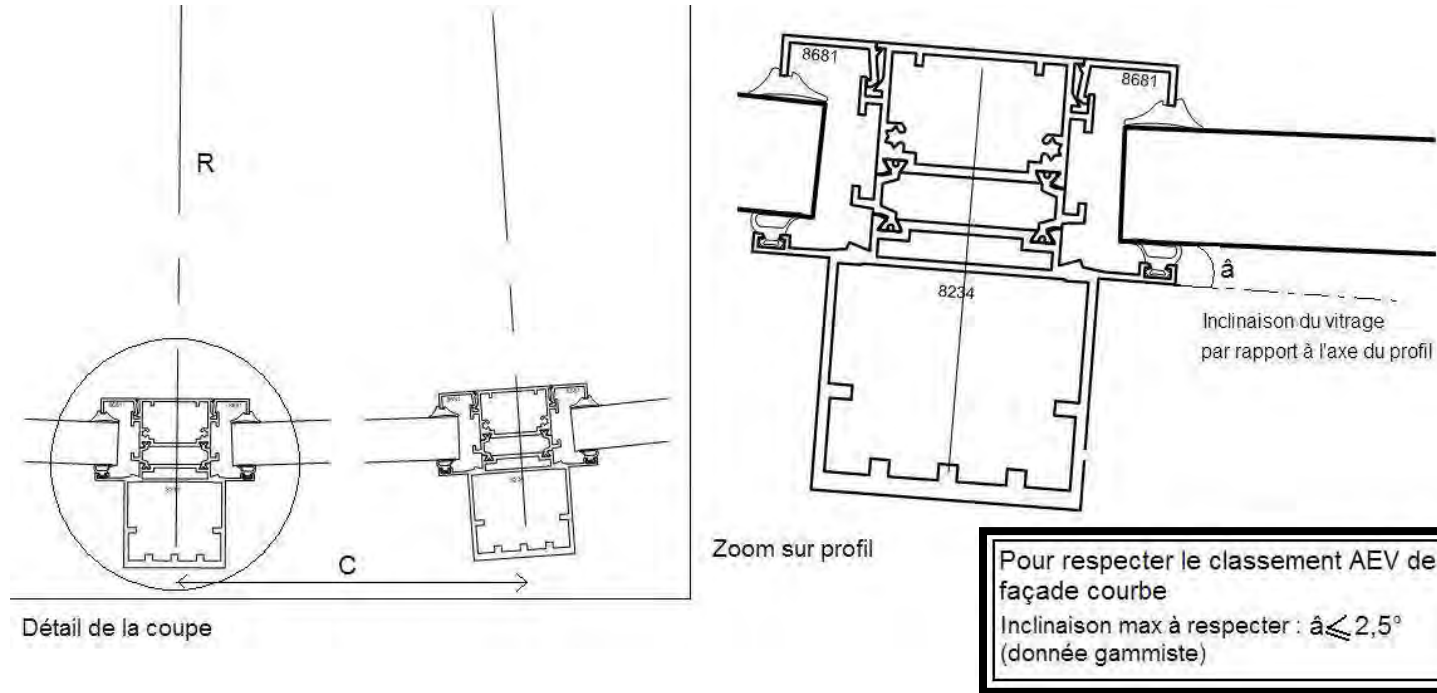 R
C
Détail de la coupe
8681
8681
8234
â
Inclinaison du vitrage
par rapport à l'axe du profil
Zoom sur profil
Pour respecter le classement AEV de
façade courbe
Inclinaison max à respecter : â⩽2,5°
(donnée gammiste)